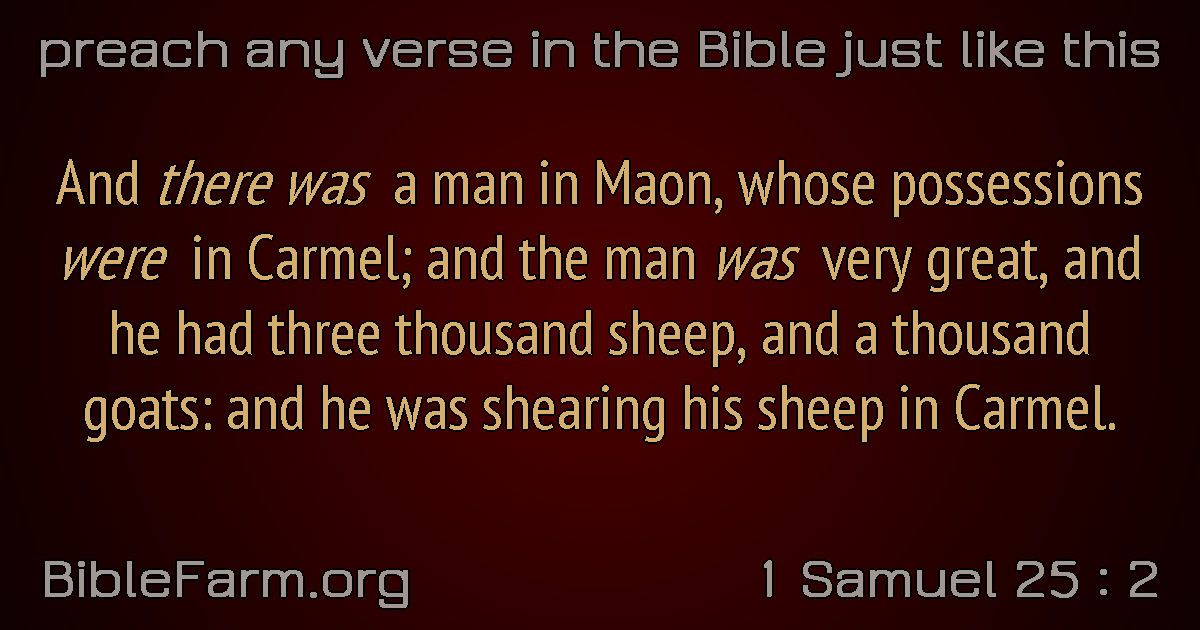 preach any verse in the Bible just like this
And there was a man in Maon, whose possessions
were in Carmel; and the man was very great, and
he had three thousand sheep, and a thousand
goats: and he was shearing his sheep in Carmel.
BibleFarm.org
1 Samuel 25 : 2